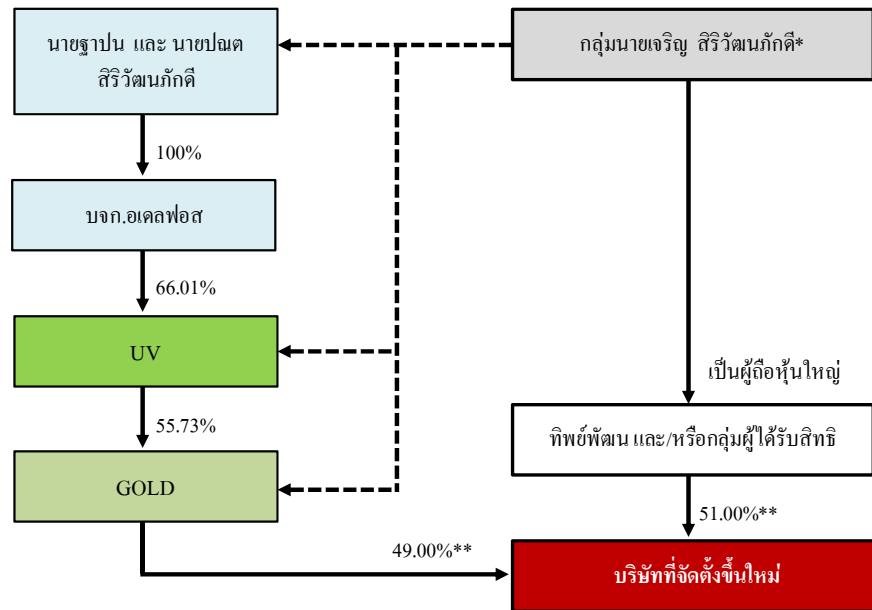 นายฐาปน และ นายปณต
สิริวัฒนภักดี
กลุ่มนายเจริญ สิริวัฒนภักดี*
100%
บจก.อเดลฟอส
66.01%
UV
เป็นผู้ถือหุ้นใหญ่
55.73%
ทิพย์พัฒน และ/หรือกลุ่มผู้ได้รับสิทธิ
GOLD
51.00%**
49.00%**
บริษัทที่จัดตั้งขึ้นใหม่